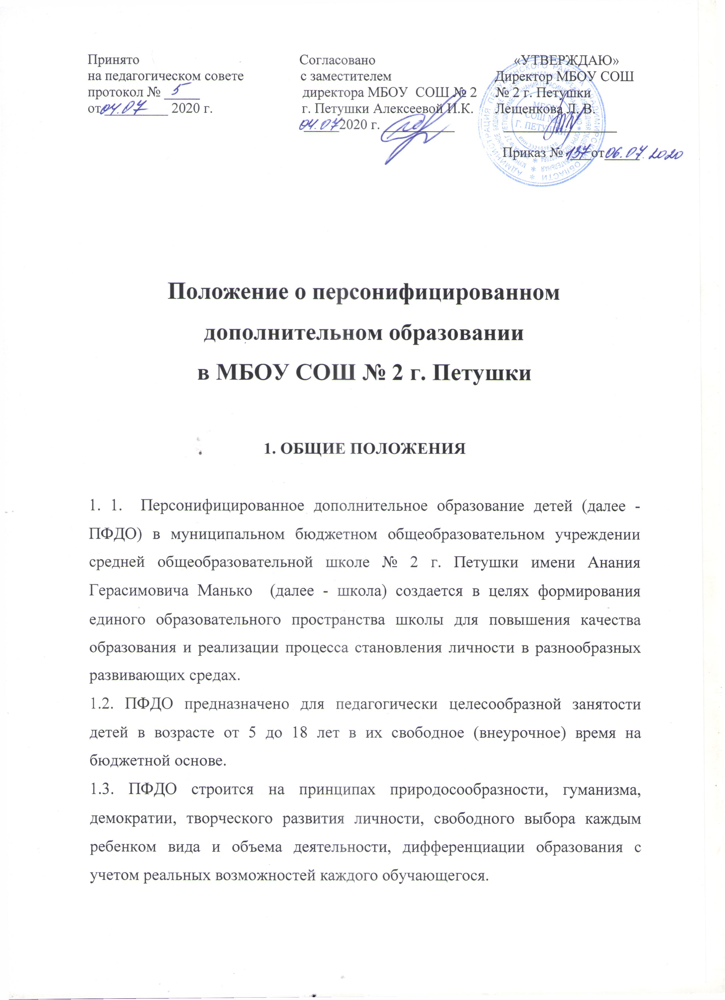 Принято
на педагогическом совете
протокол № 5
от 04.07 2020 г.
Согласовано
с заместителем
директора МБОУ СОШ № 2
г. Петушки Алексеевой И.К.
04.07 2020 г.
«УТВЕРЖДАЮ»
Директор МБОУ СОШ
№ 2 г. Петушки
Лещенкова Л. В.
Приказ № 137 от 06.07.2020
МБОУ
СОШ №2
Г. ПЕТУШКИ
ИНН 3321016110
Положение о персонифицированном
дополнительном образовании
в МБОУ СОШ № 2 г. Петушки
1. ОБЩИЕ ПОЛОЖЕНИЯ
1. 1. Персонифицированное дополнительное образование детей (далее -
ПФДО) в муниципальном бюджетном общеобразовательном учреждении
средней общеобразовательной школе № 2 г. Петушки имени Анания
Герасимовича Манько (далее - школа) создается в целях формирования
единого образовательного пространства школы для повышения качества
образования и реализации процесса становления личности в разнообразных
развивающих средах.
1.2. ПФДО предназначено для педагогически целесообразной занятости
детей в возрасте от 5 до 18 лет в их свободное (внеурочное) время на
бюджетной основе.
1.3. ПФДО строится на принципах природосообразности, гуманизма,
демократии, творческого развития личности, свободного выбора каждым
ребенком вида и объема деятельности, дифференциации образования с
учетом реальных возможностей каждого обучающегося.